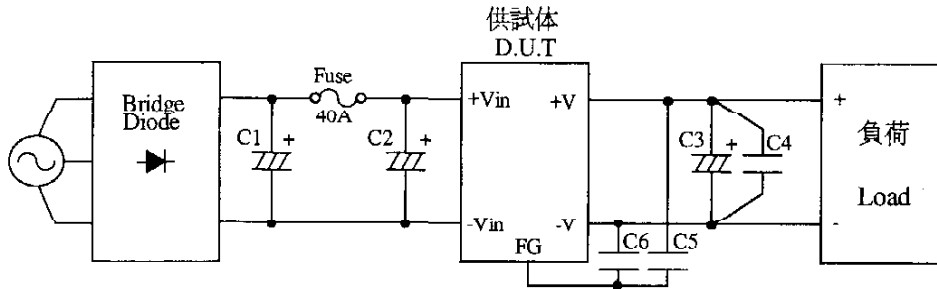 供試体
D.U.T
Fuse
40A
Bridge
Diode
C1
+
C2
+
+Vin
+V
-Vin
-V
FG
C3
+
C4
C6
C5
+
負荷
Load
-